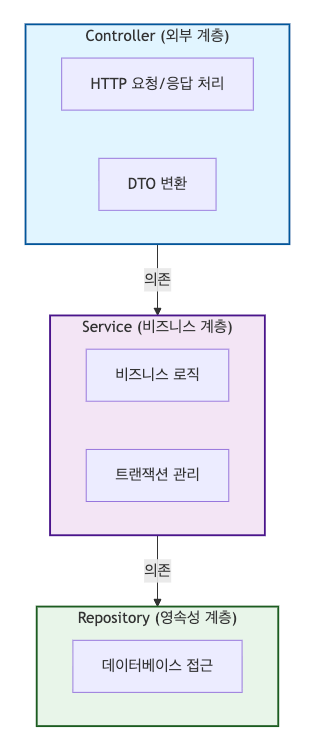 Controller (외부 계층)
HTTP 요청/응답 처리
DTO 변환
의존
Service (비즈니스 계층)
비즈니스 로직
트랜잭션 관리
의존
Repository (영속성 계층)
데이터베이스 접근